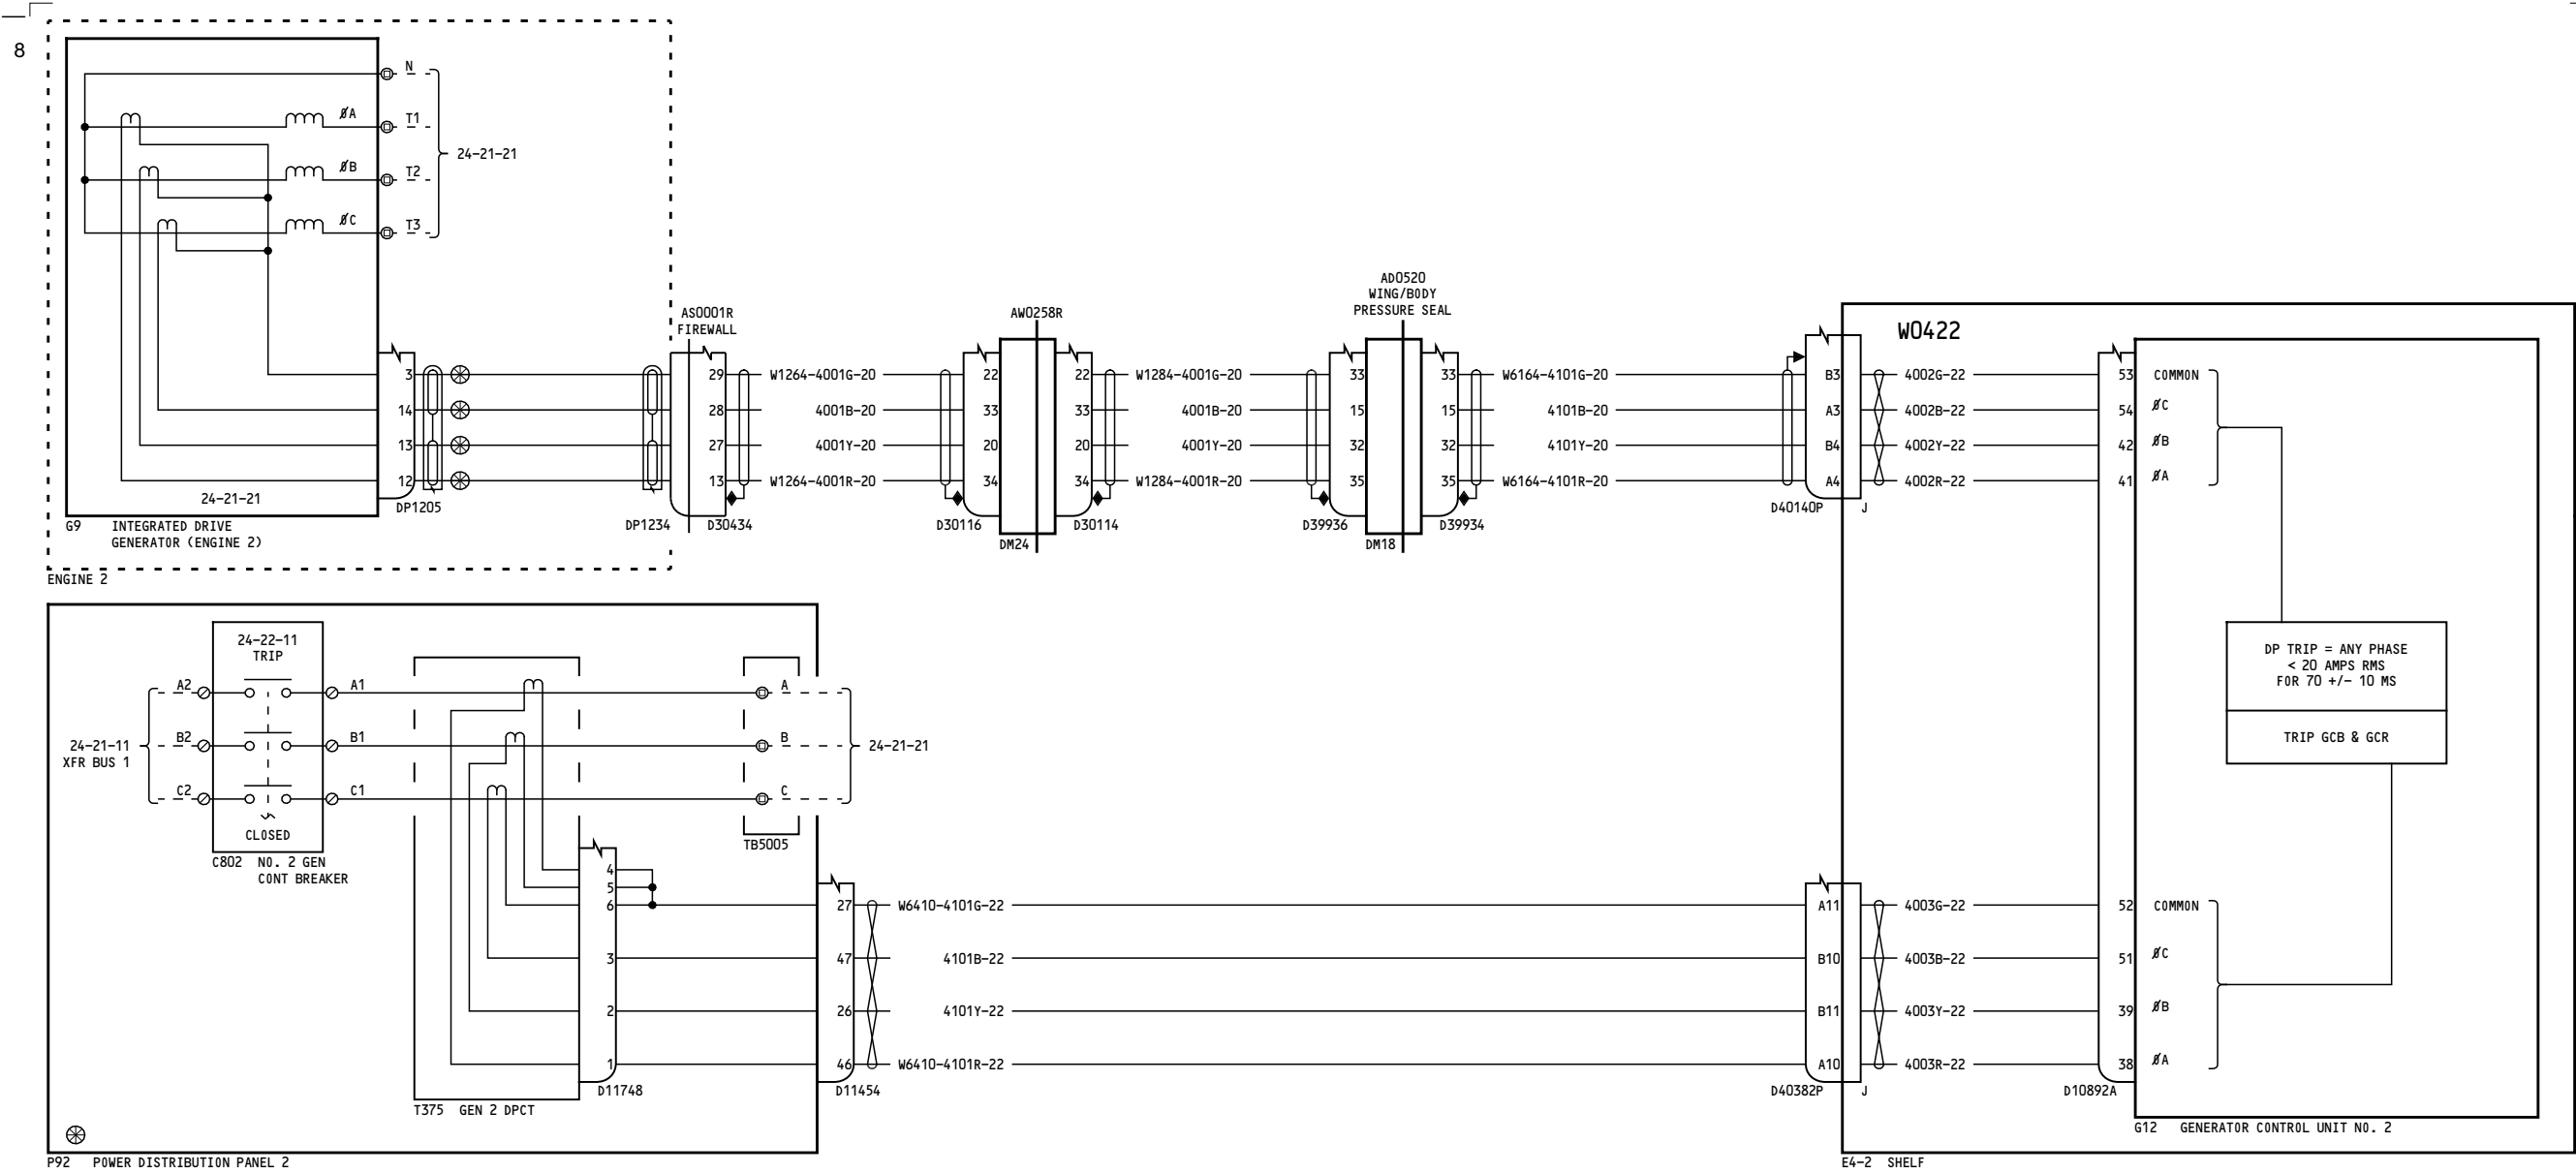 8
N
ØA
T1
24-21-21
ØB
T2
ØC
T3
3
14
13
12
24-21-21
DP1205
G9 INTEGRATED DRIVE
GENERATOR (ENGINE 2)
ENGINE 2
AS0001R
FIREWALL
29
28
27
13
DP1234
D30434
W1264-4001G-20
4001B-20
4001Y-20
W1264-4001R-20
AW0258R
22
33
20
34
D30116
DM24
22
33
20
34
D30114
W1284-4001G-20
4001B-20
4001Y-20
W1284-4001R-20
AD0520
WING/BODY
PRESSURE SEAL
33
15
32
35
D39936
DM18
33
15
32
35
D39934
W6164-4101G-20
4101B-20
4101Y-20
W6164-4101R-20
B3
A3
B4
A4
D40140P
J
W0422
4002G-22
4002B-22
4002Y-22
4002R-22
53 COMMON
54 ØC
42 ØB
41 ØA
DP TRIP = ANY PHASE
< 20 AMPS RMS
FOR 70 +/- 10 MS
TRIP GCB & GCR
24-22-11
TRIP
A2
A1
A
B2
B1
B
24-21-11
XFR BUS 1
24-21-21
C2
C1
C
CLOSED
C802 NO. 2 GEN
CONT BREAKER
TB5005
4
5
6
3
2
1
D11748
T375 GEN 2 DPCT
27
47
26
46
D11454
W6410-4101G-22
4101B-22
4101Y-22
W6410-4101R-22
A11
B10
B11
A10
D40382P
J
4003G-22
4003B-22
4003Y-22
4003R-22
52 COMMON
51 ØC
39 ØB
38 ØA
D10892A
G12 GENERATOR CONTROL UNIT NO. 2
P92 POWER DISTRIBUTION PANEL 2
E4-2 SHELF